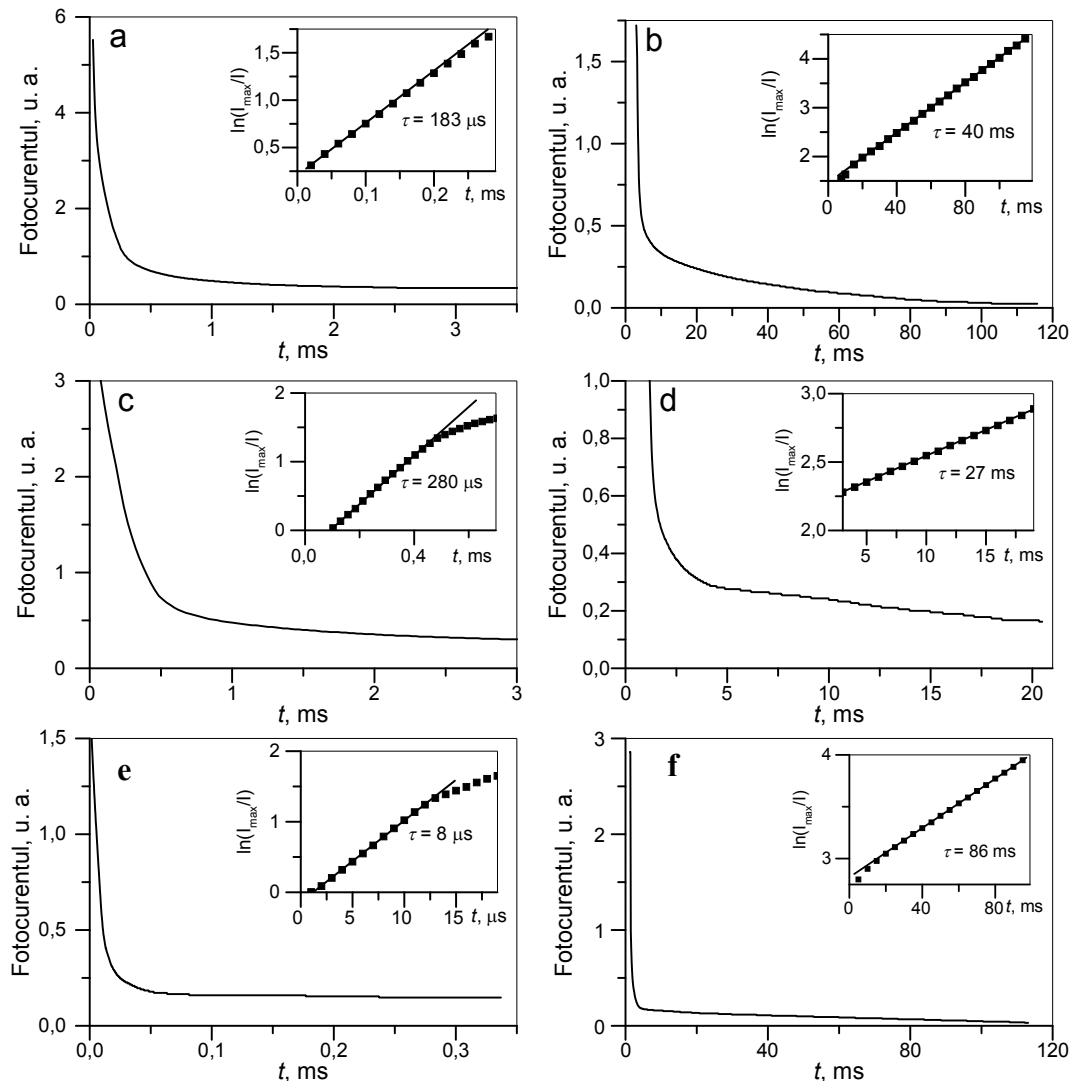 a
Fotocurentul, u. a.
6
4
2
0
0
1
2
3
t, ms
ln(Imax/I)
1,5
1,0
0,5
0,0
0,1
0,2
t, ms
τ = 183 μs
b
Fotocurentul, u. a.
1,5
1,0
0,5
0,0
0
20
40
60
80
100
120
t, ms
ln(Imax/I)
4
3
2
0
40
80
t, ms
τ = 40 ms
c
Fotocurentul, u. a.
3
2
1
0
0
1
2
3
t, ms
ln(Imax/I)
2
1
0
0,0
0,4
t, ms
τ = 280 μs
d
Fotocurentul, u. a.
1,0
0,8
0,6
0,4
0,2
0,0
0
5
10
15
20
t, ms
ln(Imax/I)
3,0
2,5
2,0
5
10
15
t, ms
τ = 27 ms
e
Fotocurentul, u. a.
1,5
1,0
0,5
0,0
0,0
0,1
0,2
0,3
t, ms
ln(Imax/I)
2
1
0
0
5
10
15
t, μs
τ = 8 μs
f
Fotocurentul, u. a.
3
2
1
0
0
40
80
120
t, ms
ln(Imax/I)
4
3
0
40
80
t, ms
τ = 86 ms